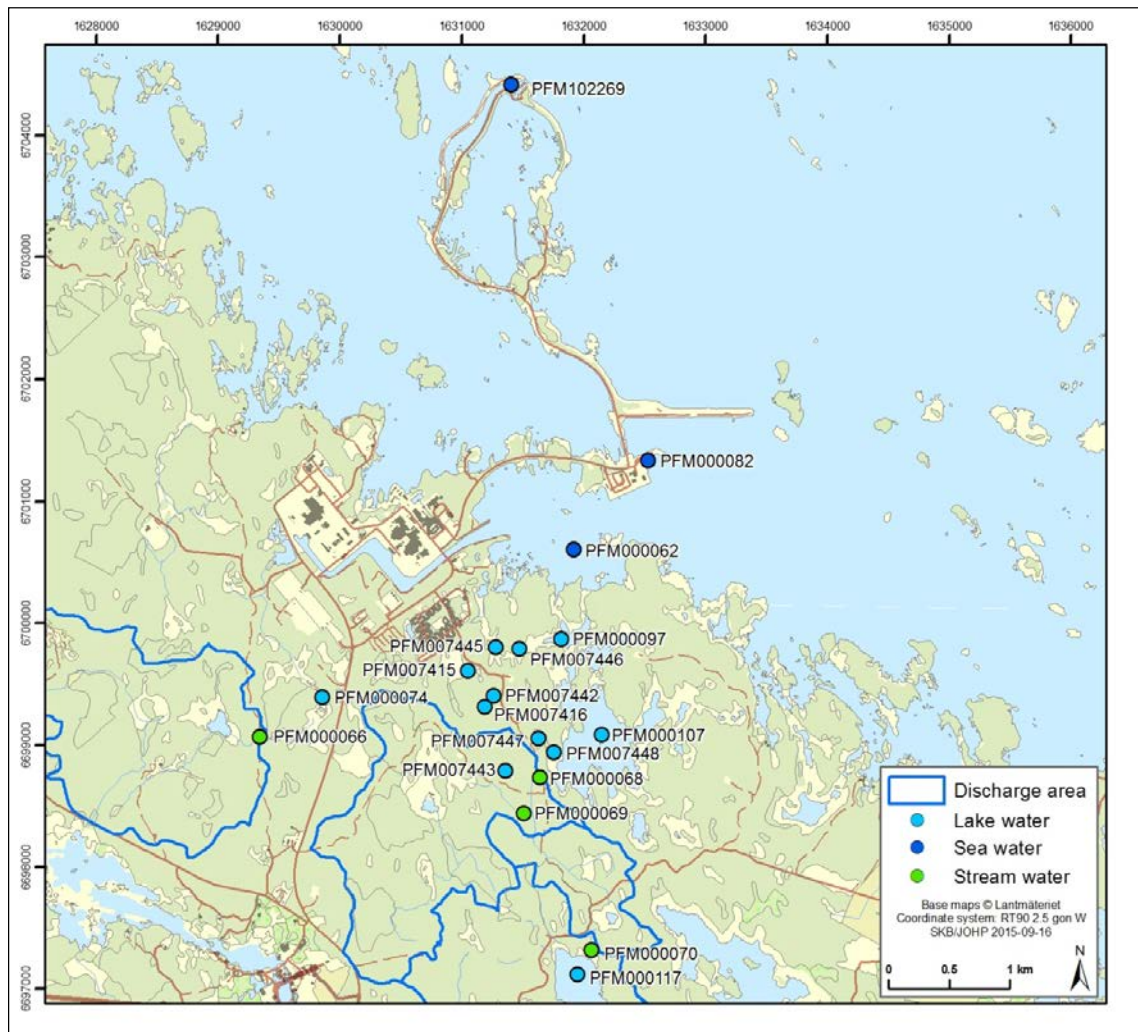 1628000
1629000
1630000
1631000
1632000
1633000
1634000
1635000
1636000
6704000
6703000
6702000
6701000
6700000
6699000
6698000
6697000
PFM102269
PFM000082
PFM000062
PFM000097
PFM007445
PFM007446
PFM007415
PFM007442
PFM000074
PFM007416
PFM000107
PFM000066
PFM007447
PFM007448
PFM007443
PFM000068
PFM000069
PFM000070
PFM000117
Discharge area
Lake water
Sea water
Stream water
Base maps © Lantmäteriet
Coordinate system: RT90 2.5 gon W
SKB/JOHP 2015-09-16
N
0 0.5 1 km